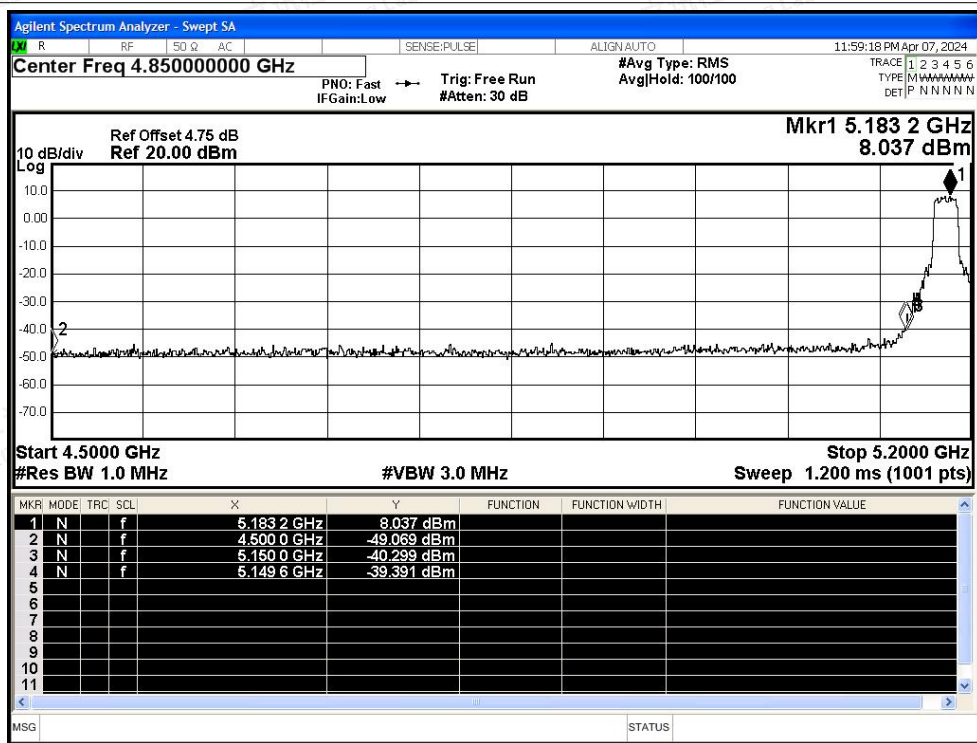 Agilent Spectrum Analyzer - Swept SA
LXI R RF 50 Ω AC SENSE:PULSE ALIGN AUTO 11:59:18 PM Apr 07, 2024
Center Freq 4.850000000 GHz
PNO: Fast
IFGain:Low
Trig: Free Run
#Atten: 30 dB
#Avg Type: RMS
Avg|Hold: 100/100
TRACE 1 2 3 4 5 6
TYPE M WWWWW
DET P N N N N N
Mkr1 5.183 2 GHz
8.037 dBm
Ref Offset 4.75 dB
10 dB/div Ref 20.00 dBm
Log
1
10.0
0.00
-10.0
-20.0
-30.0
-40.0 2
-50.0
-60.0
-70.0
Start 4.5000 GHz Stop 5.2000 GHz
#Res BW 1.0 MHz #VBW 3.0 MHz Sweep 1.200 ms (1001 pts)
MKR MODE TRC SCL X Y FUNCTION FUNCTION WIDTH FUNCTION VALUE
1 N f 5.183 2 GHz 8.037 dBm
2 N f 4.500 0 GHz -49.069 dBm
3 N f 5.150 0 GHz -40.299 dBm
4 N f 5.149 6 GHz -39.391 dBm
5
6
7
8
9
10
11
MSG STATUS